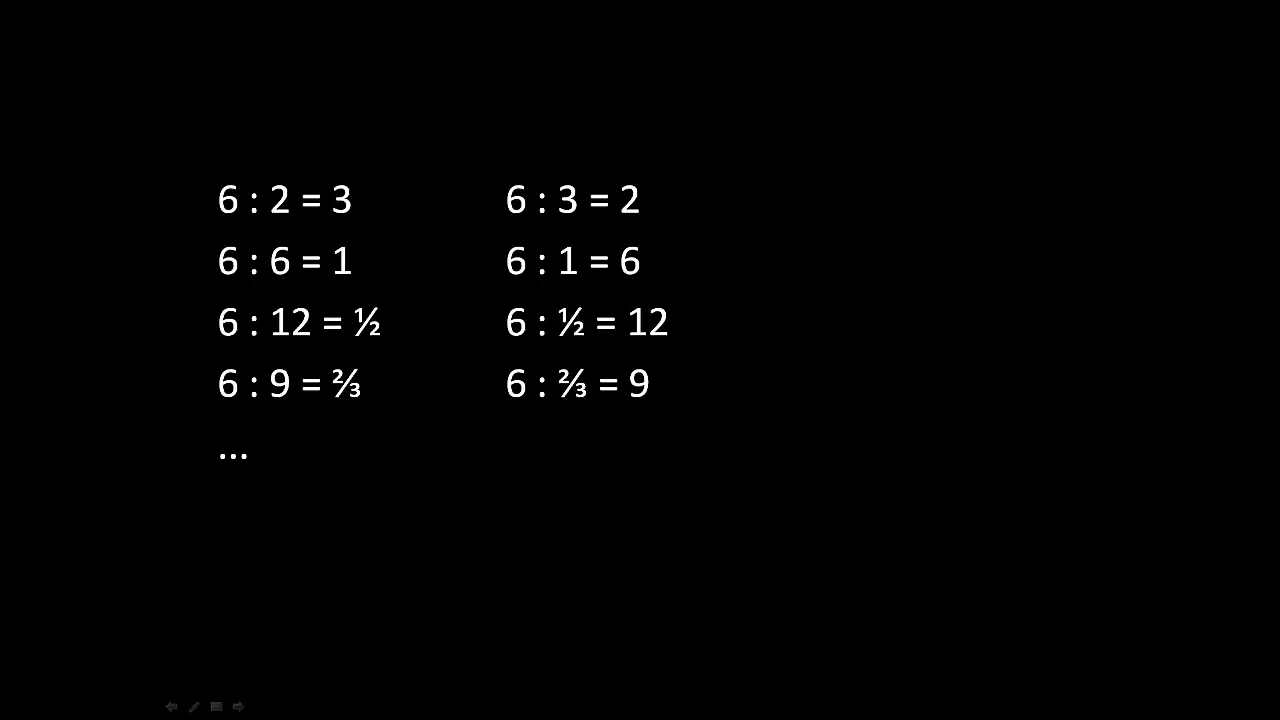 6 : 2 = 3 6 : 3 = 2
6 : 6 = 1 6 : 1 = 6
6 : 12 = ½ 6 : ½ = 12
6 : 9 = ⅔ 6 : ⅔ = 9
...